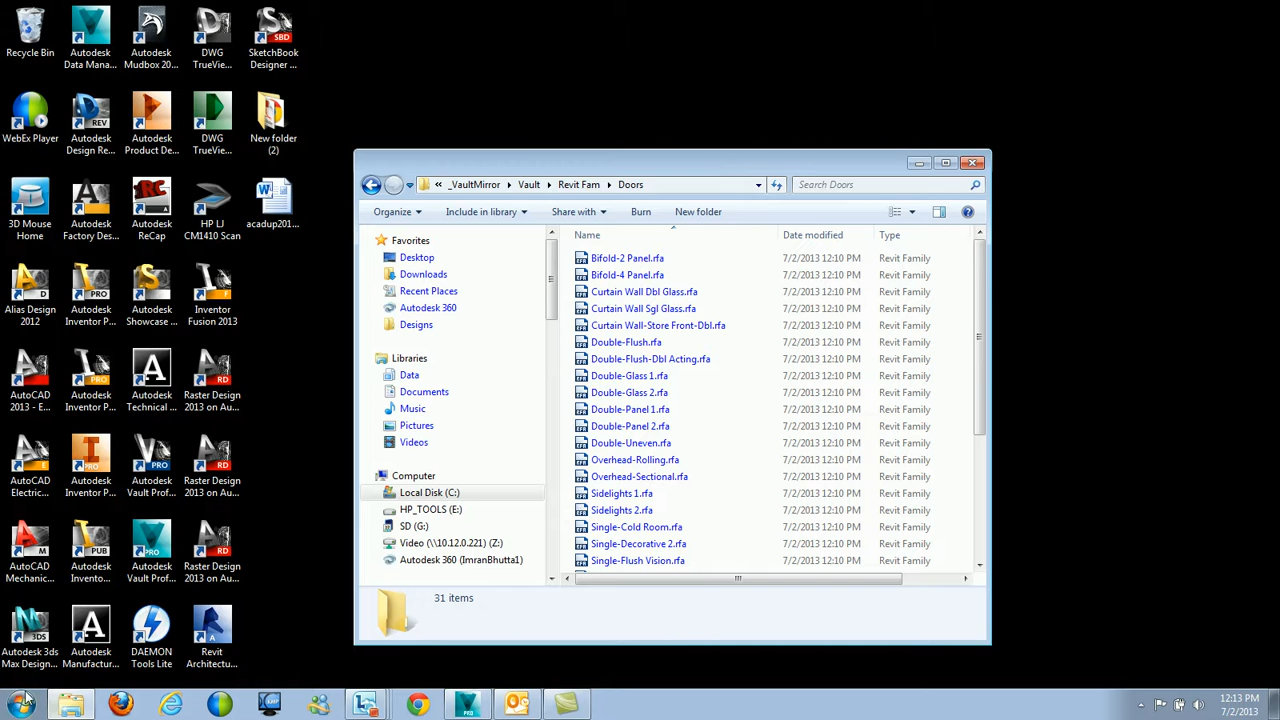 Recycle Bin
Autodesk Data Mana...
Autodesk Mudbox 20...
DWG TrueView...
SketchBook Designer ...
WebEx Player
Autodesk Design Re...
Autodesk Product De...
DWG TrueVi...
New folder (2)
3D Mouse Home
Autodesk Factory Des...
Autodesk ReCap
HP LJ CM1410 Scan
acadup201...
Alias Design 2012
Autodesk Inventor P...
Autodesk Showcase ...
Inventor Fusion 2013
AutoCAD 2013 - E...
Autodesk Inventor P...
Autodesk Technical ...
Raster Design 2013 on Au...
AutoCAD Electric...
Autodesk Inventor P...
Autodesk Vault Prof...
Raster Design 2013 on Au...
AutoCAD Mechanic...
Autodesk Invento...
Autodesk Vault Prof...
Raster Design 2013 on Au...
Autodesk 3ds Max Design...
Autodesk Manufactur...
DAEMON Tools Lite
Revit Architectu...
« _VaultMirror ▸ Vault ▸ Revit Fam ▸ Doors
Search Doors
Organize Include in library Share with Burn New folder
Favorites
Desktop
Downloads
Recent Places
Autodesk 360
Designs
Libraries
Data
Documents
Music
Pictures
Videos
Computer
Local Disk (C:)
HP_TOOLS (E:)
SD (G:)
Video (\\10.12.0.221) (Z:)
Autodesk 360 (ImranBhutta1)
Name Date modified Type
Bifold-2 Panel.rfa 7/2/2013 12:10 PM Revit Family
Bifold-4 Panel.rfa 7/2/2013 12:10 PM Revit Family
Curtain Wall Dbl Glass.rfa 7/2/2013 12:10 PM Revit Family
Curtain Wall Sgl Glass.rfa 7/2/2013 12:10 PM Revit Family
Curtain Wall-Store Front-Dbl.rfa 7/2/2013 12:10 PM Revit Family
Double-Flush.rfa 7/2/2013 12:10 PM Revit Family
Double-Flush-Dbl Acting.rfa 7/2/2013 12:10 PM Revit Family
Double-Glass 1.rfa 7/2/2013 12:10 PM Revit Family
Double-Glass 2.rfa 7/2/2013 12:10 PM Revit Family
Double-Panel 1.rfa 7/2/2013 12:10 PM Revit Family
Double-Panel 2.rfa 7/2/2013 12:10 PM Revit Family
Double-Uneven.rfa 7/2/2013 12:10 PM Revit Family
Overhead-Rolling.rfa 7/2/2013 12:10 PM Revit Family
Overhead-Sectional.rfa 7/2/2013 12:10 PM Revit Family
Sidelights 1.rfa 7/2/2013 12:10 PM Revit Family
Sidelights 2.rfa 7/2/2013 12:10 PM Revit Family
Single-Cold Room.rfa 7/2/2013 12:10 PM Revit Family
Single-Decorative 2.rfa 7/2/2013 12:10 PM Revit Family
Single-Flush Vision.rfa 7/2/2013 12:10 PM Revit Family
31 items
12:13 PM
7/2/2013